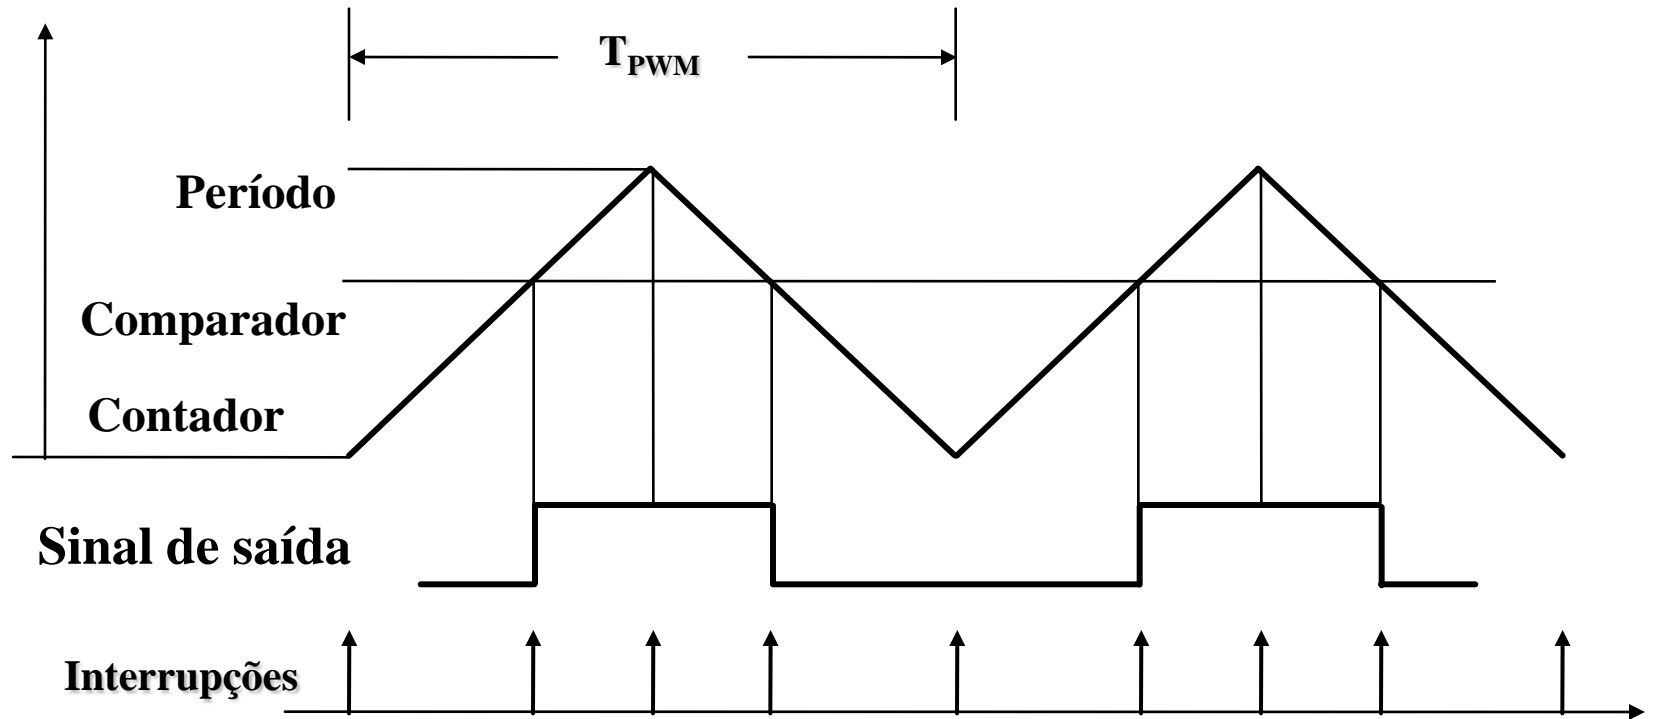 TPWM
Período
Comparador
Contador
Sinal de saída
Interrupções